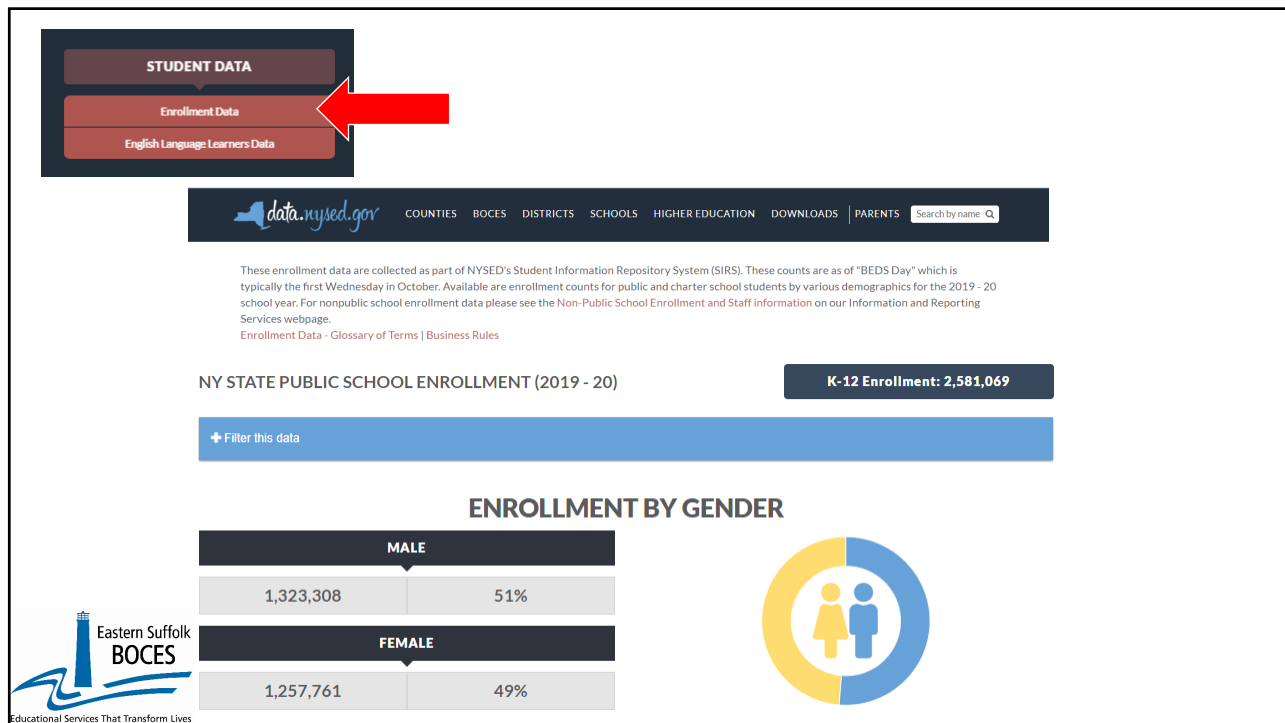 STUDENT DATA
Enrollment Data
English Language Learners Data
data.nysed.gov COUNTIES BOCES DISTRICTS SCHOOLS HIGHER EDUCATION DOWNLOADS PARENTS Search by name
These enrollment data are collected as part of NYSED's Student Information Repository System (SIRS). These counts are as of "BEDS Day" which is
typically the first Wednesday in October. Available are enrollment counts for public and charter school students by various demographics for the 2019 - 20
school year. For nonpublic school enrollment data please see the Non-Public School Enrollment and Staff information on our Information and Reporting
Services webpage.
Enrollment Data - Glossary of Terms | Business Rules
NY STATE PUBLIC SCHOOL ENROLLMENT (2019 - 20) K-12 Enrollment: 2,581,069
Filter this data
ENROLLMENT BY GENDER
MALE
1,323,308 51%
FEMALE
1,257,761 49%
Eastern Suffolk
BOCES
Educational Services That Transform Lives